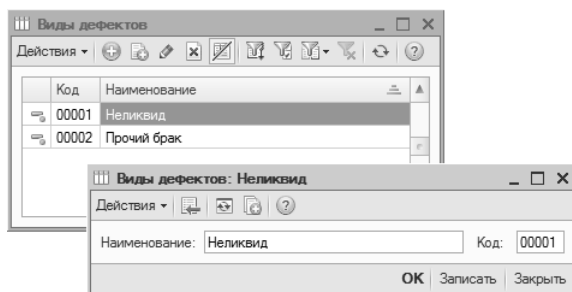 Виды дефектов
Действия
Код Наименование
00001 Неликвид
00002 Прочий брак
Виды дефектов: Неликвид
Действия
Наименование: Неликвид Код: 00001
ОК Записать Закрыть